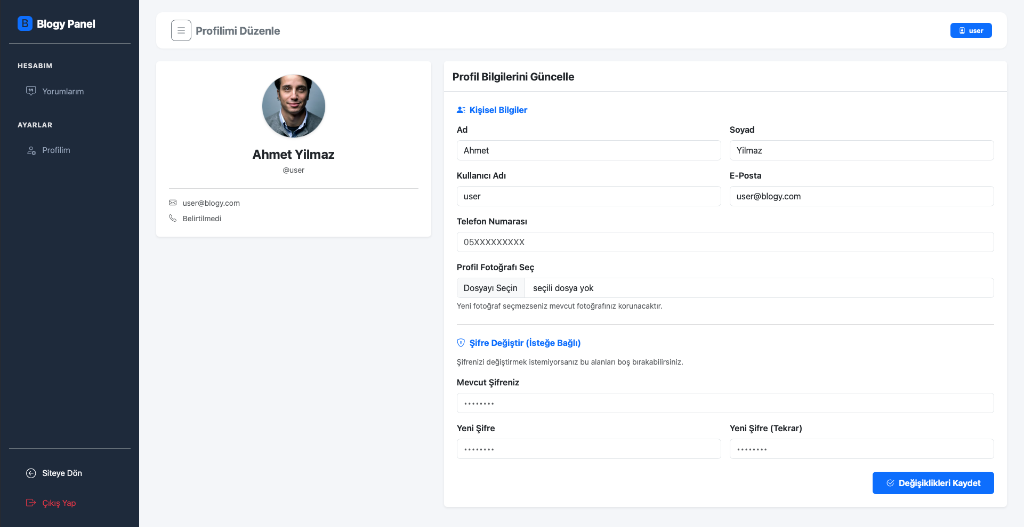 Blogy Panel
HESABIM
Yorumlarım
AYARLAR
Profilim
Siteye Dön
Çıkış Yap
Profilimi Düzenle
user
Ahmet Yilmaz
@user
user@blogy.com
Belirtilmedi
Profil Bilgilerini Güncelle
Kişisel Bilgiler
Ad
Soyad
Ahmet
Yilmaz
Kullanıcı Adı
E-Posta
user
user@blogy.com
Telefon Numarası
05XXXXXXXXX
Profil Fotoğrafı Seç
Dosyayı Seçin seçili dosya yok
Yeni fotoğraf seçmezseniz mevcut fotoğrafınız korunacaktır.
Şifre Değiştir (İsteğe Bağlı)
Şifrenizi değiştirmek istemiyorsanız bu alanları boş bırakabilirsiniz.
Mevcut Şifreniz
••••••••
Yeni Şifre
Yeni Şifre (Tekrar)
••••••••
••••••••
Değişiklikleri Kaydet